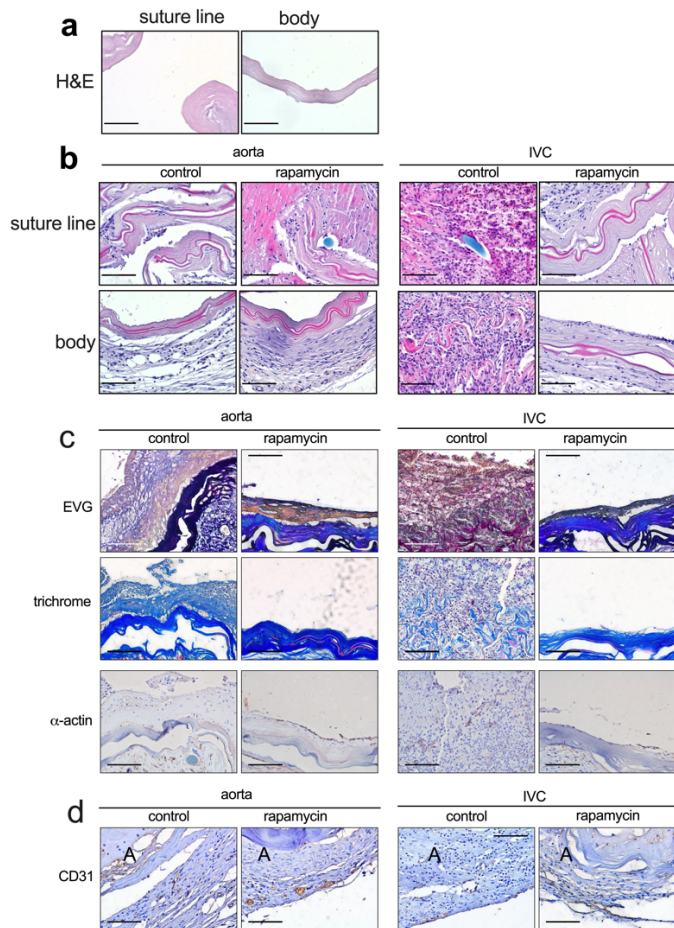 a
suture line body
H&E
b
aorta IVC
control rapamycin control rapamycin
suture line
body
c
aorta IVC
control rapamycin control rapamycin
EVG
trichrome
α-actin
aorta IVC
d
control rapamycin control rapamycin
CD31
A A A A